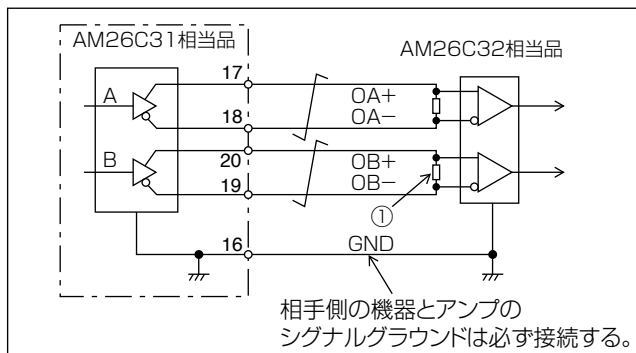 AM26C31相当品
AM26C32相当品
A
17
18
OA+
OA−
B
20
19
OB+
OB−
①
16
GND
相手側の機器とアンプの
シグナルグラウンドは必ず接続する。